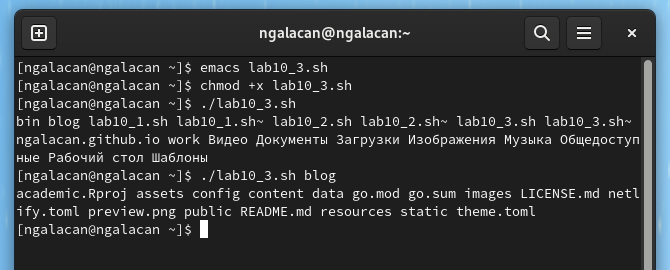 ngalacan@ngalacan:~
[ngalacan@ngalacan ~]$ emacs lab10_3.sh
[ngalacan@ngalacan ~]$ chmod +x lab10_3.sh
[ngalacan@ngalacan ~]$ ./lab10_3.sh
bin blog lab10_1.sh lab10_1.sh~ lab10_2.sh lab10_2.sh~ lab10_3.sh lab10_3.sh~
ngalacan.github.io work Видео Документы Загрузки Изображения Музыка Общедоступ
ные Рабочий стол Шаблоны
[ngalacan@ngalacan ~]$ ./lab10_3.sh blog
academic.Rproj assets config content data go.mod go.sum images LICENSE.md netl
ify.toml preview.png public README.md resources static theme.toml
[ngalacan@ngalacan ~]$